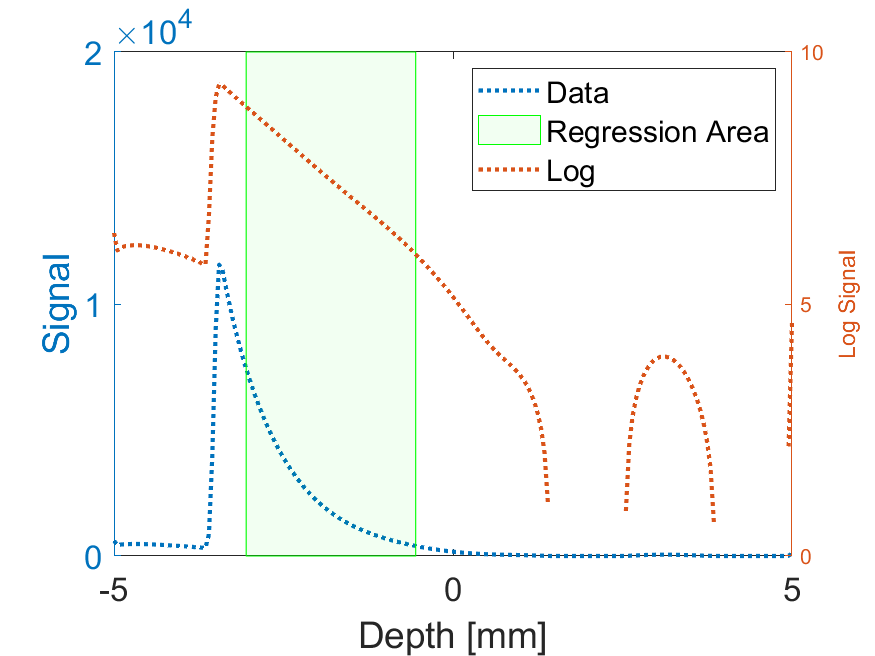 ×10⁴
2
1
0
Signal
10
5
0
Log Signal
Data
Regression Area
Log
-5
0
5
Depth [mm]